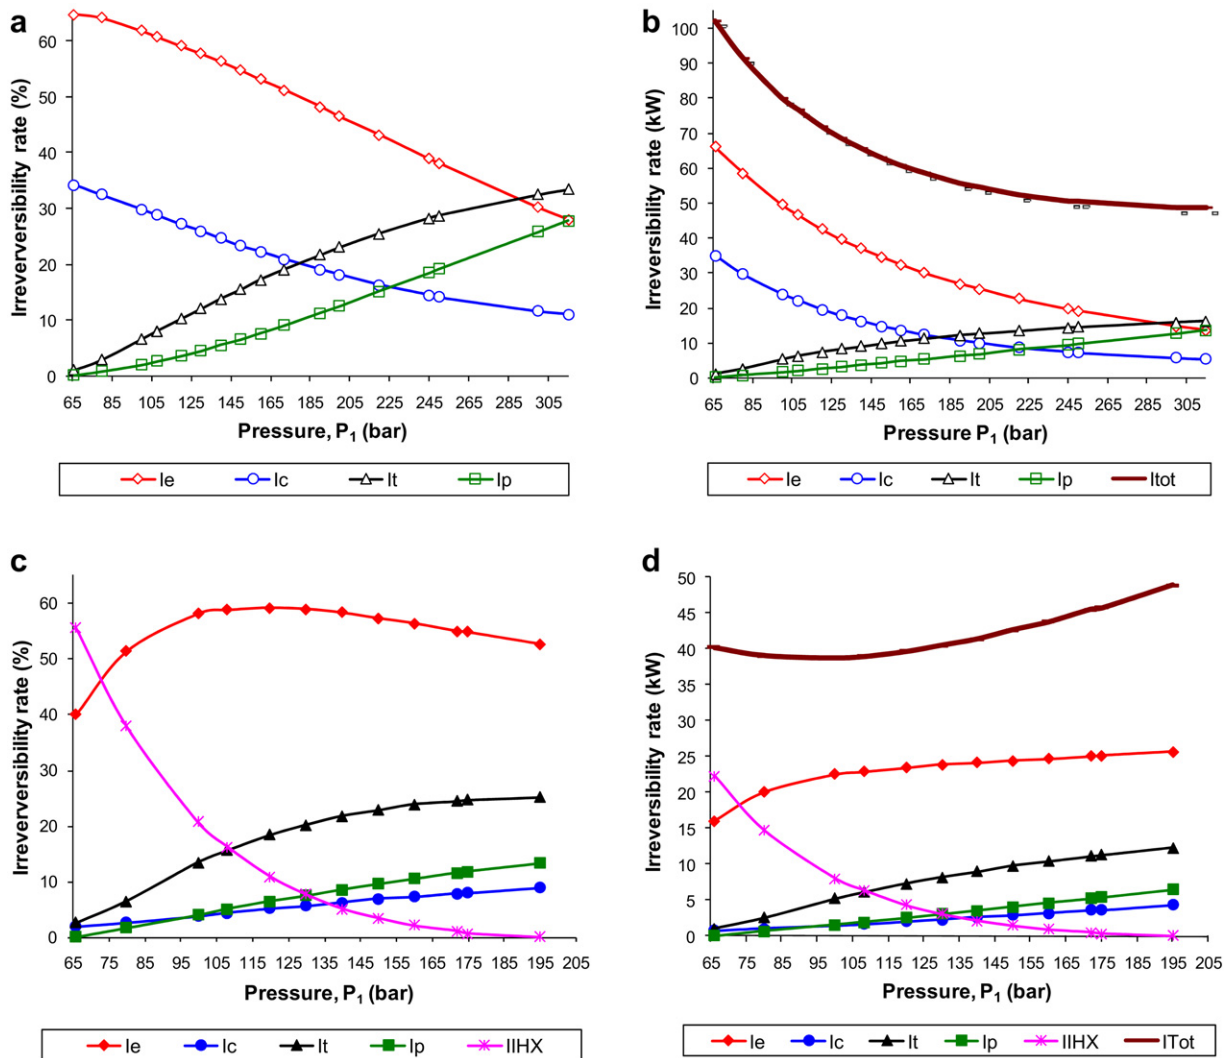 a
Irreverversibility rate (%)
60
50
40
30
20
10
0
65 85 105 125 145 165 185 205 225 245 265 285 305
Pressure, P1 (bar)
Ie Ic It Ip
b
Irreversibility rate (kW)
100
90
80
70
60
50
40
30
20
10
0
65 85 105 125 145 165 185 205 225 245 265 285 305
Pressure P1 (bar)
Ie Ic It Ip Itot
c
Irreversibility rate (%)
60
50
40
30
20
10
0
65 75 85 95 105 115 125 135 145 155 165 175 185 195 205
Pressure, P1 (bar)
Ie Ic It Ip IIHX
d
Irreversibility rate (kW)
50
45
40
35
30
25
20
15
10
5
0
65 75 85 95 105 115 125 135 145 155 165 175 185 195 205
Pressure, P1 (bar)
Ie Ic It Ip IIHX ITot